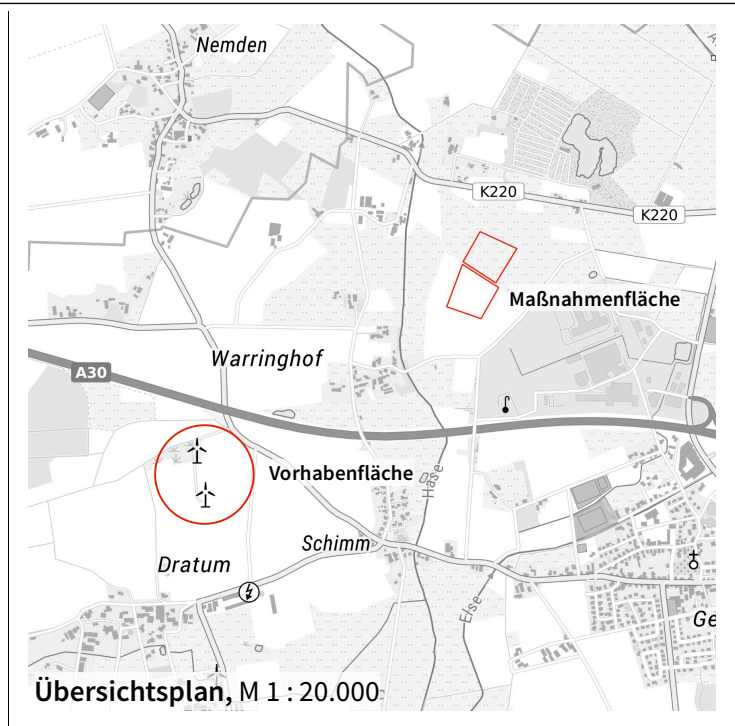 Nemden
K220
K220
Maßnahmenfläche
Warringhof
A30
Vorhabenfläche
Hase
Schimm
Dratum
Else
Ge
Übersichtsplan, M 1 : 20.000